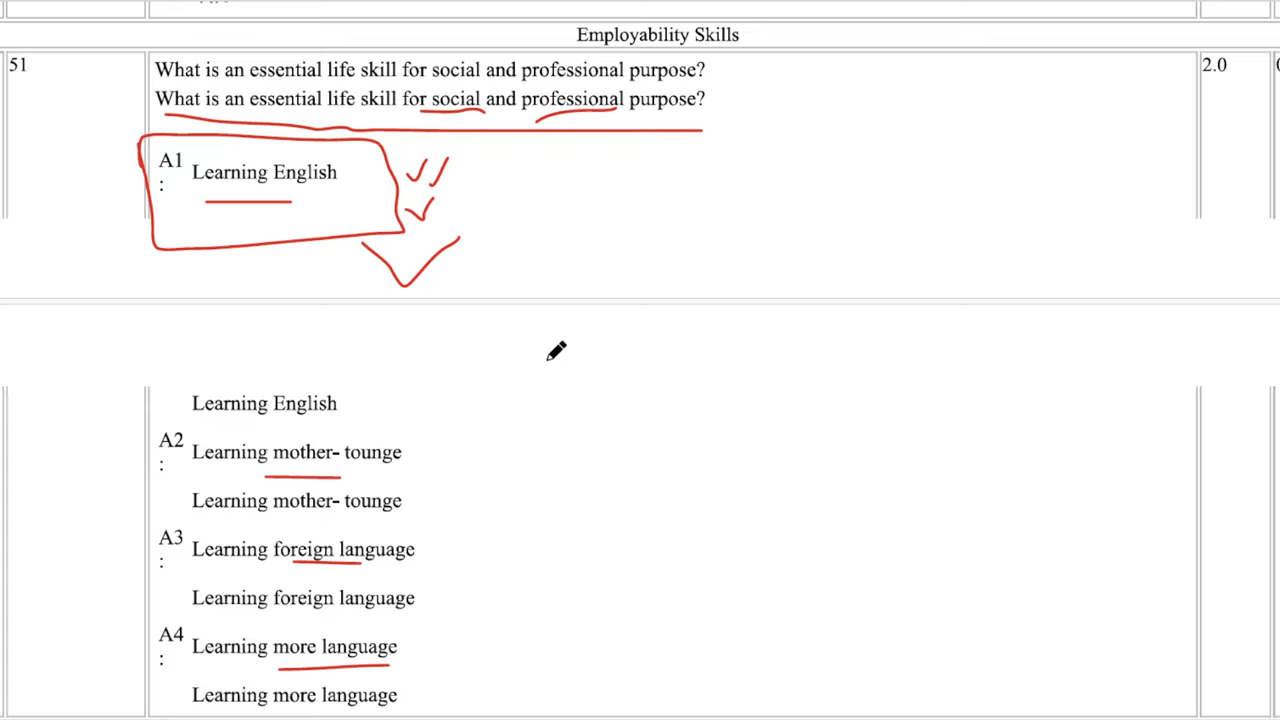 Employability Skills
51
What is an essential life skill for social and professional purpose?
2.0
What is an essential life skill for social and professional purpose?
A1
:
Learning English
Learning English
A2
:
Learning mother- tounge
Learning mother- tounge
A3
:
Learning foreign language
Learning foreign language
A4
:
Learning more language
Learning more language